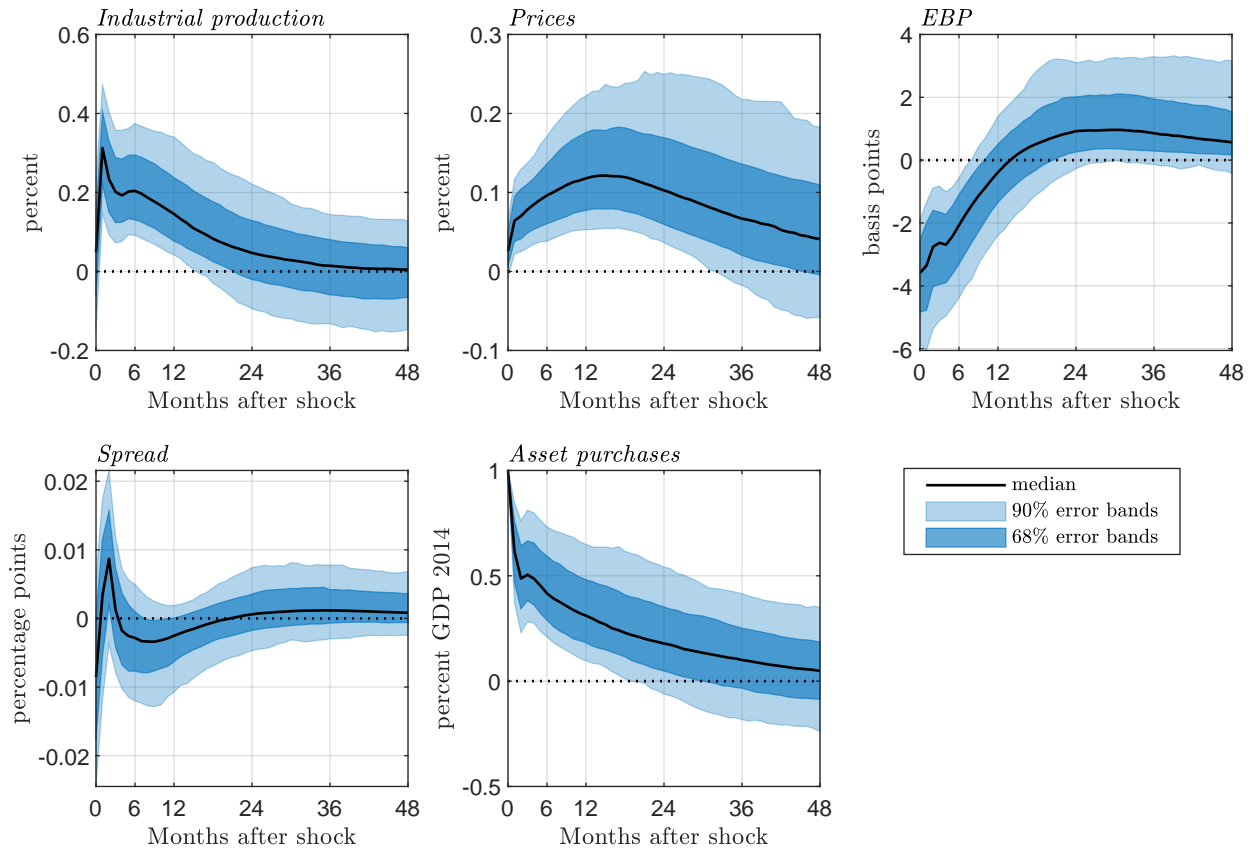 Industrial production
0.6
0.4
0.2
0
-0.2
percent
0 6 12 24 36 48
Months after shock
Prices
0.3
0.2
0.1
0
-0.1
percent
0 6 12 24 36 48
Months after shock
EBP
4
2
0
-2
-4
-6
basis points
0 6 12 24 36 48
Months after shock
Spread
0.02
0.01
0
-0.01
-0.02
percentage points
0 6 12 24 36 48
Months after shock
Asset purchases
1
0.5
0
-0.5
percent GDP 2014
0 6 12 24 36 48
Months after shock
median
90% error bands
68% error bands